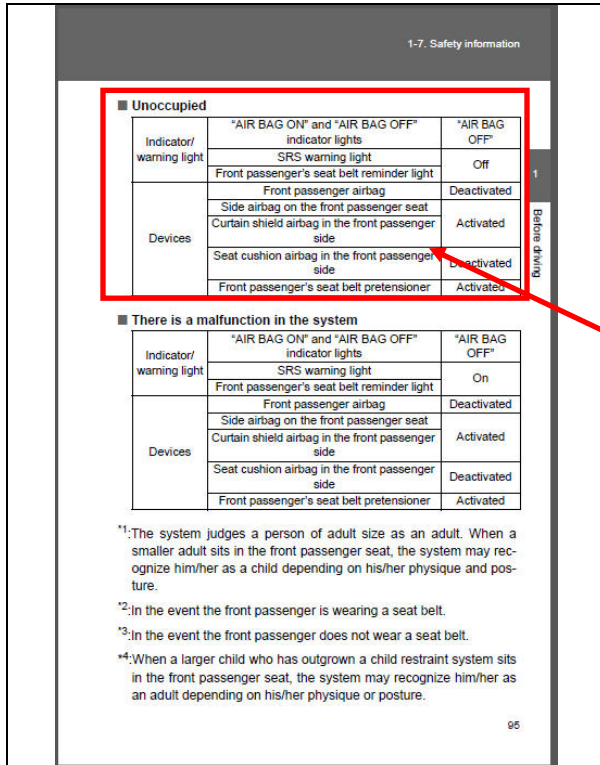 1-7. Safety information
■ Unoccupied
Indicator/
warning light
"AIR BAG ON" and "AIR BAG OFF"
indicator lights
"AIR BAG
OFF"
SRS warning light
Front passenger's seat belt reminder light
Off
Devices
Front passenger airbag
Deactivated
Side airbag on the front passenger seat
Curtain shield airbag in the front passenger
side
Activated
Seat cushion airbag in the front passenger
side
Deactivated
Front passenger's seat belt pretensioner
Activated
1
Before driving
■ There is a malfunction in the system
Indicator/
warning light
"AIR BAG ON" and "AIR BAG OFF"
indicator lights
"AIR BAG
OFF"
SRS warning light
Front passenger's seat belt reminder light
On
Devices
Front passenger airbag
Deactivated
Side airbag on the front passenger seat
Curtain shield airbag in the front passenger
side
Activated
Seat cushion airbag in the front passenger
side
Deactivated
Front passenger's seat belt pretensioner
Activated
*1:The system judges a person of adult size as an adult. When a
smaller adult sits in the front passenger seat, the system may rec-
ognize him/her as a child depending on his/her physique and pos-
ture.
*2:In the event the front passenger is wearing a seat belt.
*3:In the event the front passenger does not wear a seat belt.
*4:When a larger child who has outgrown a child restraint system sits
in the front passenger seat, the system may recognize him/her as
an adult depending on his/her physique or posture.
95